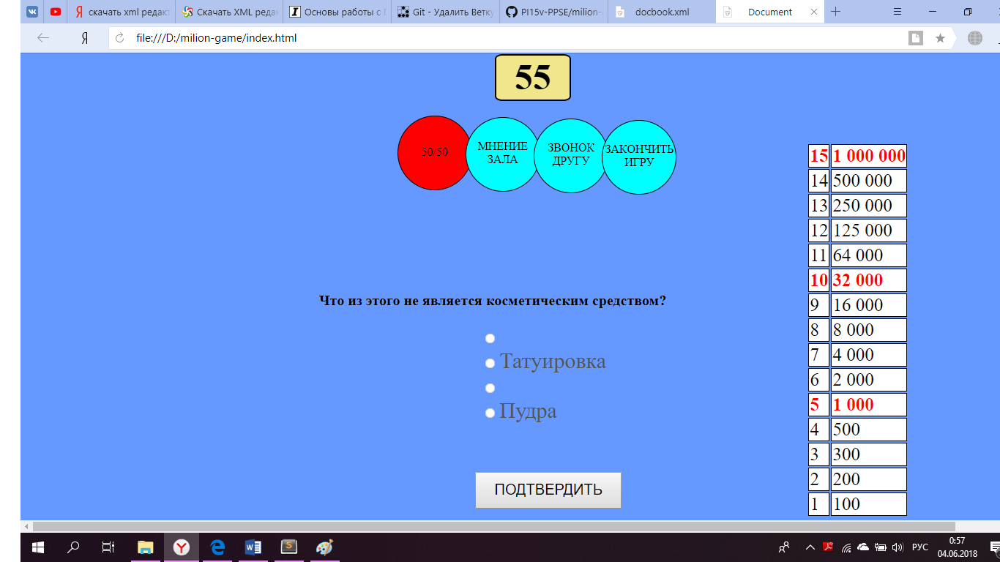 скачать xml редакт
Скачать XML редак
Основы работы с D
Git - Удалить Ветку
PI15v-PPSE/milion-
docbook.xml
Document
file:///D:/milion-game/index.html
55
50/50
МНЕНИЕ
ЗАЛА
ЗВОНОК
ДРУГУ
ЗАКОНЧИТЬ
ИГРУ
Что из этого не является косметическим средством?
Татуировка
Пудра
ПОДТВЕРДИТЬ
15 1 000 000
14 500 000
13 250 000
12 125 000
11 64 000
10 32 000
9 16 000
8 8 000
7 4 000
6 2 000
5 1 000
4 500
3 300
2 200
1 100
РУС
0:57
04.06.2018